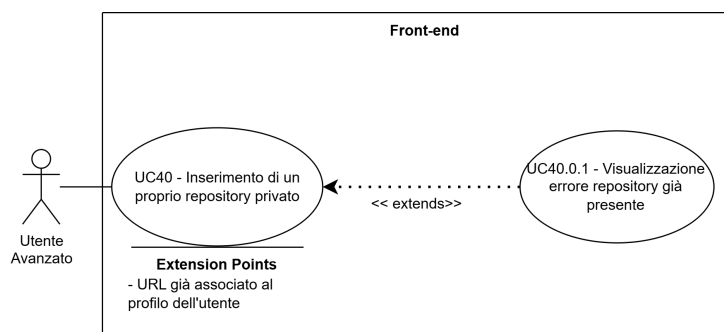 Front-end
UC40 - Inserimento di un
proprio repository privato
UC40.0.1 - Visualizzazione
errore repository già
presente
<< extends>>
Utente
Avanzato
Extension Points
- URL già associato al
profilo dell'utente